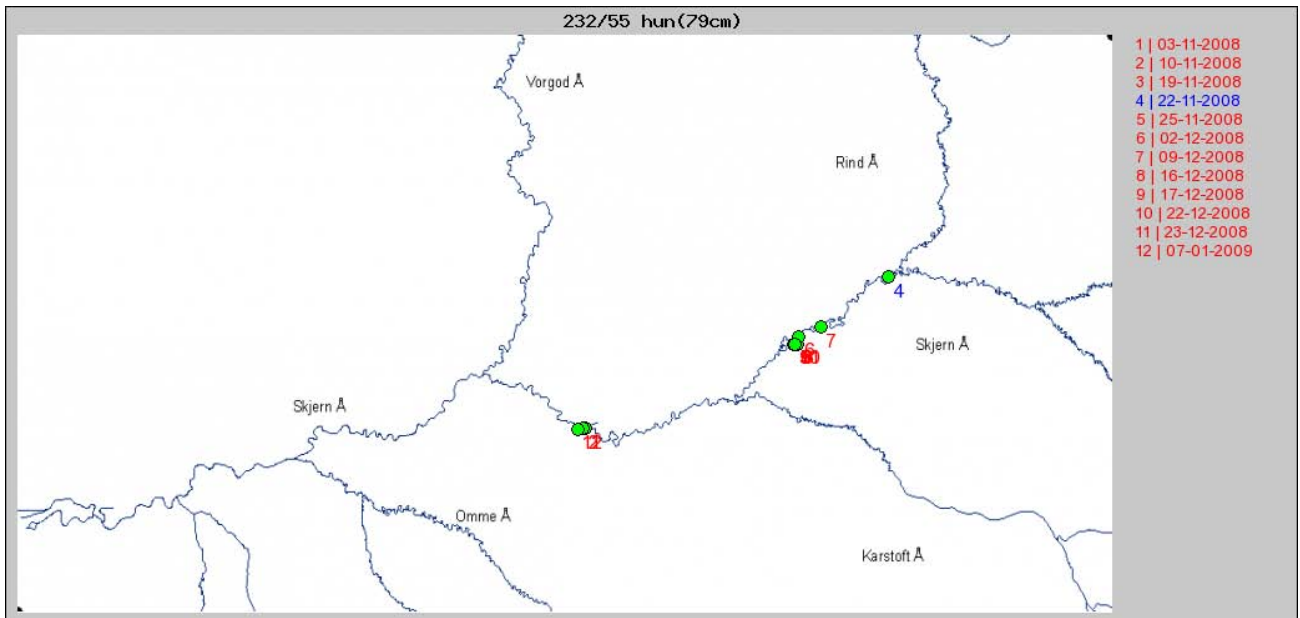 232/55 hun(79cm)
1 | 03-11-2008
2 | 10-11-2008
3 | 19-11-2008
4 | 22-11-2008
5 | 25-11-2008
6 | 02-12-2008
7 | 09-12-2008
8 | 16-12-2008
9 | 17-12-2008
10 | 22-12-2008
11 | 23-12-2008
12 | 07-01-2009
Vorgod Å
Rind Å
4
7
6
Skjern Å
Skjern Å
Omme Å
Karstoft Å